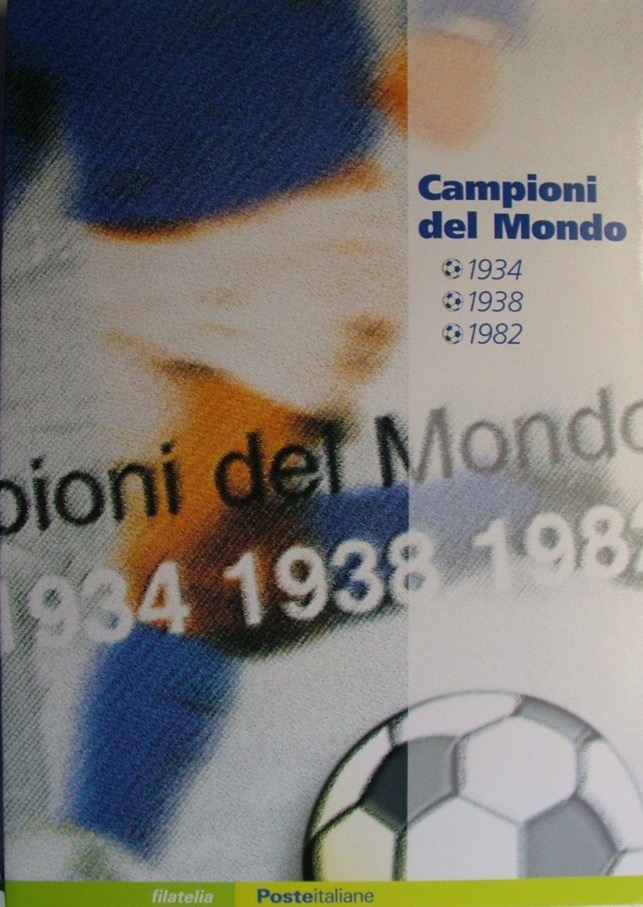 Campioni
del Mondo
1934
1938
1982
pioni del Mondo
1934 1938 198
filatelia Posteitaliane